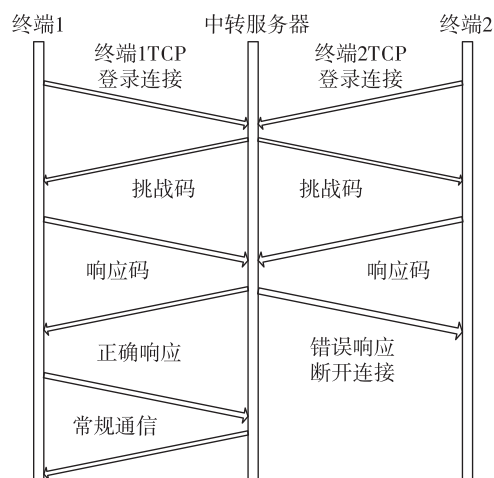 终端1
中转服务器
终端2
终端1TCP
登录连接
终端2TCP
登录连接
挑战码
挑战码
响应码
响应码
正确响应
错误响应
断开连接
常规通信